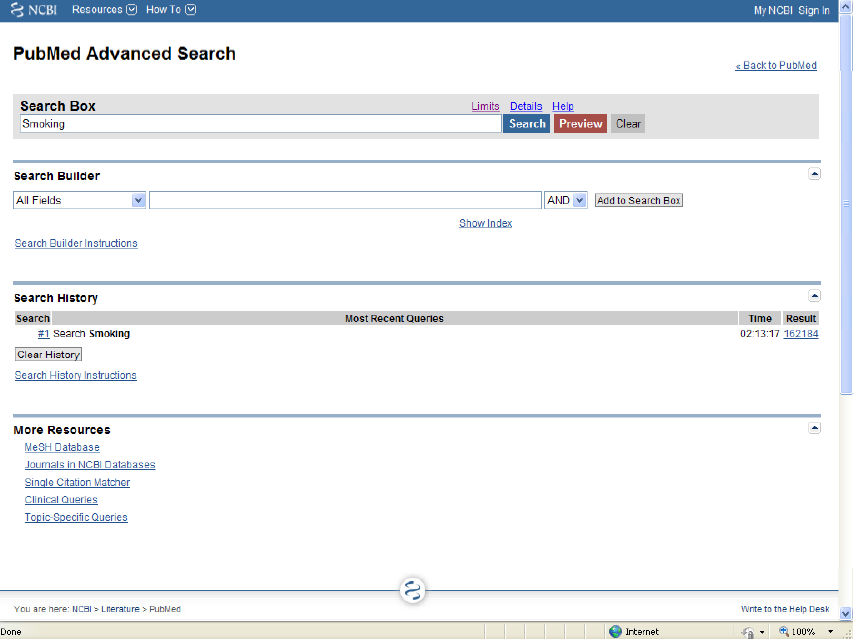 NCBI Resources How To My NCBI Sign In
PubMed Advanced Search
« Back to PubMed
Search Box Limits Details Help
Smoking Search Preview Clear
Search Builder
All Fields AND Add to Search Box
Show Index
Search Builder Instructions
Search History
Search Most Recent Queries Time Result
#1 Search Smoking 02:13:17 162184
Clear History
Search History Instructions
More Resources
MeSH Database
Journals in NCBI Databases
Single Citation Matcher
Clinical Queries
Topic-Specific Queries
You are here: NCBI > Literature > PubMed Write to the Help Desk
Done Internet 100%